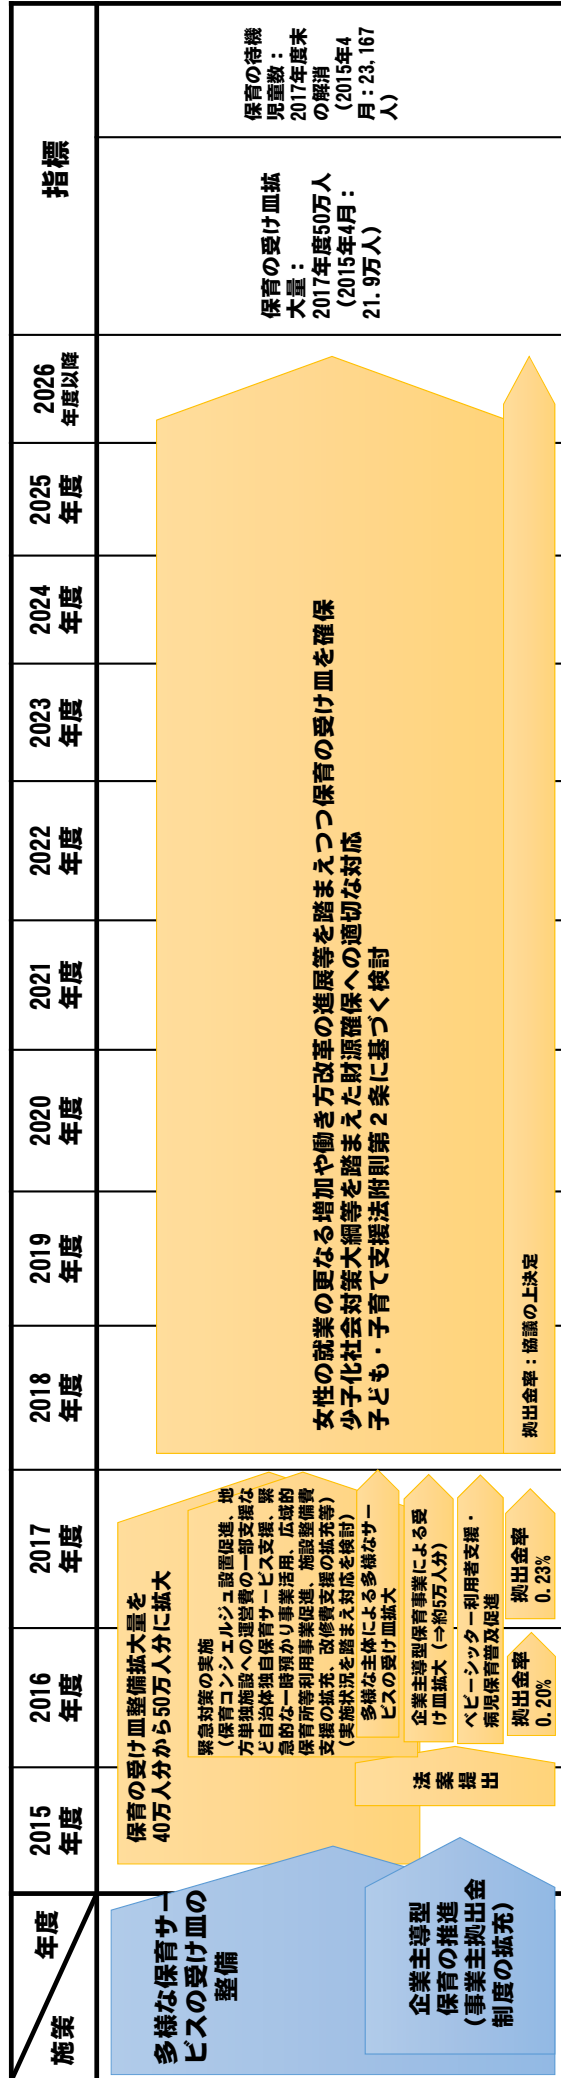 年度
施策
2015
年度
2016
年度
2017
年度
2018
年度
2019
年度
2020
年度
2021
年度
2022
年度
2023
年度
2024
年度
2025
年度
2026
年度以降
指標
多様な保育サー
ビスの受け皿の
整備
企業主導型
保育の推進
(事業主拠出金
制度の拡充)
保育の受け皿整備拡大量を
40万人分から50万人分に拡大
緊急対策の実施
(保育コンシェルジュ設置促進、地
方単独施設への運営費の一部支援な
ど自治体独自保育サービス支援、緊
急的な一時預かり事業活用、広域的
保育所等利用事業促進、施設整備費
支援の拡充、改修費支援の拡充等)
(実施状況を踏まえ対応を検討)
多様な主体による多様なサー
ビスの受け皿拡大
企業主導型保育事業による受
け皿拡大(⇒約5万人分)
ベビーシッター利用者支援・
病児保育普及促進
法案
提出
拠出金率
0.20%
拠出金率
0.23%
女性の就業の更なる増加や働き方改革の進展等を踏まえつつ保育の受け皿を確保
少子化社会対策大綱等を踏まえた財源確保への適切な対応
子ども・子育て支援法附則第2条に基づく検討
拠出金率：協議の上決定
保育の受け皿拡
大量：
2017年度50万人
(2015年4月：
21.9万人)
保育の待機
児童数：
2017年度末
の解消
(2015年4
月：23,167
人)